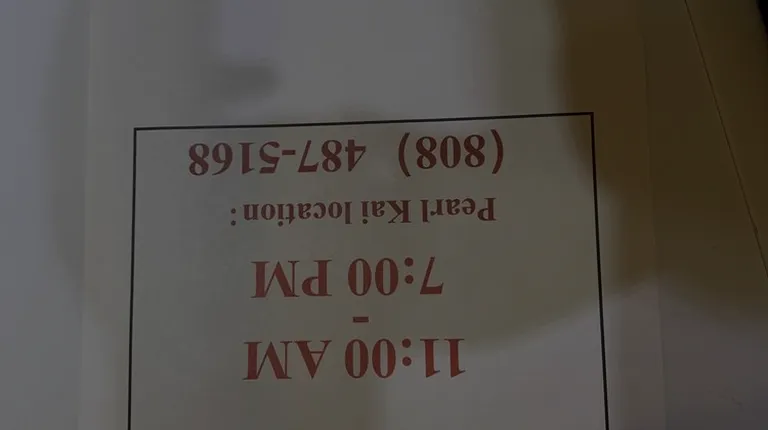 11:00 AM
-
7:00 PM
Pearl Kai location:
(808) 487-5168